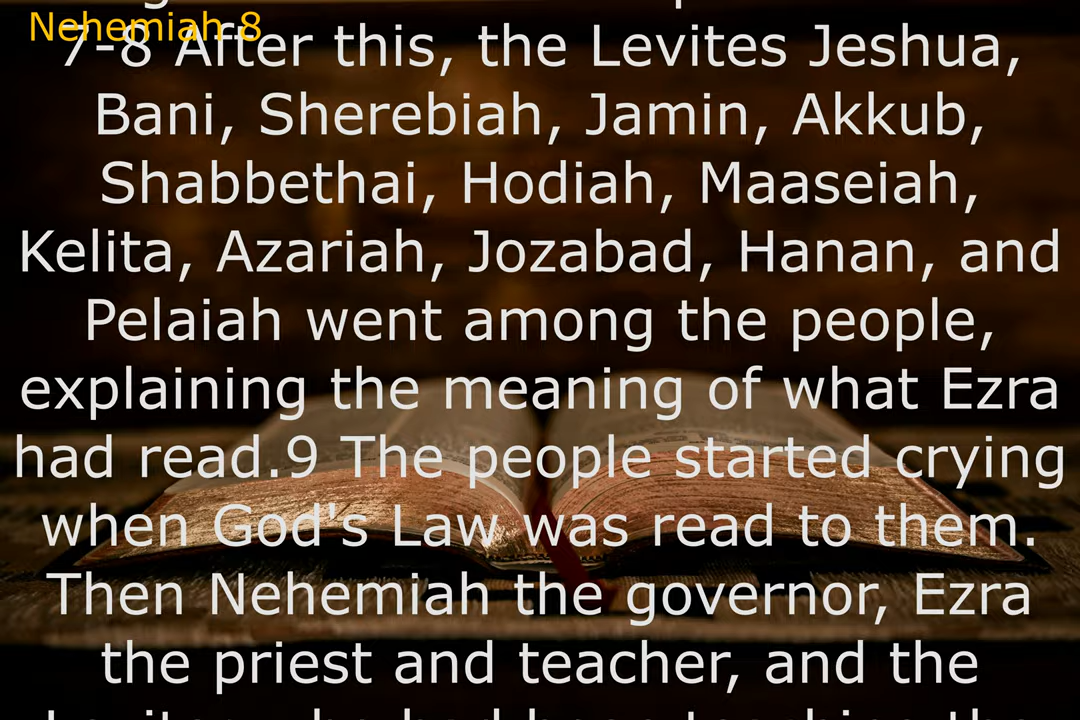 Nehemiah 8
7-8 After this, the Levites Jeshua,
Bani, Sherebiah, Jamin, Akkub,
Shabbethai, Hodiah, Maaseiah,
Kelita, Azariah, Jozabad, Hanan, and
Pelaiah went among the people,
explaining the meaning of what Ezra
had read.9 The people started crying
when God's Law was read to them.
Then Nehemiah the governor, Ezra
the priest and teacher, and the